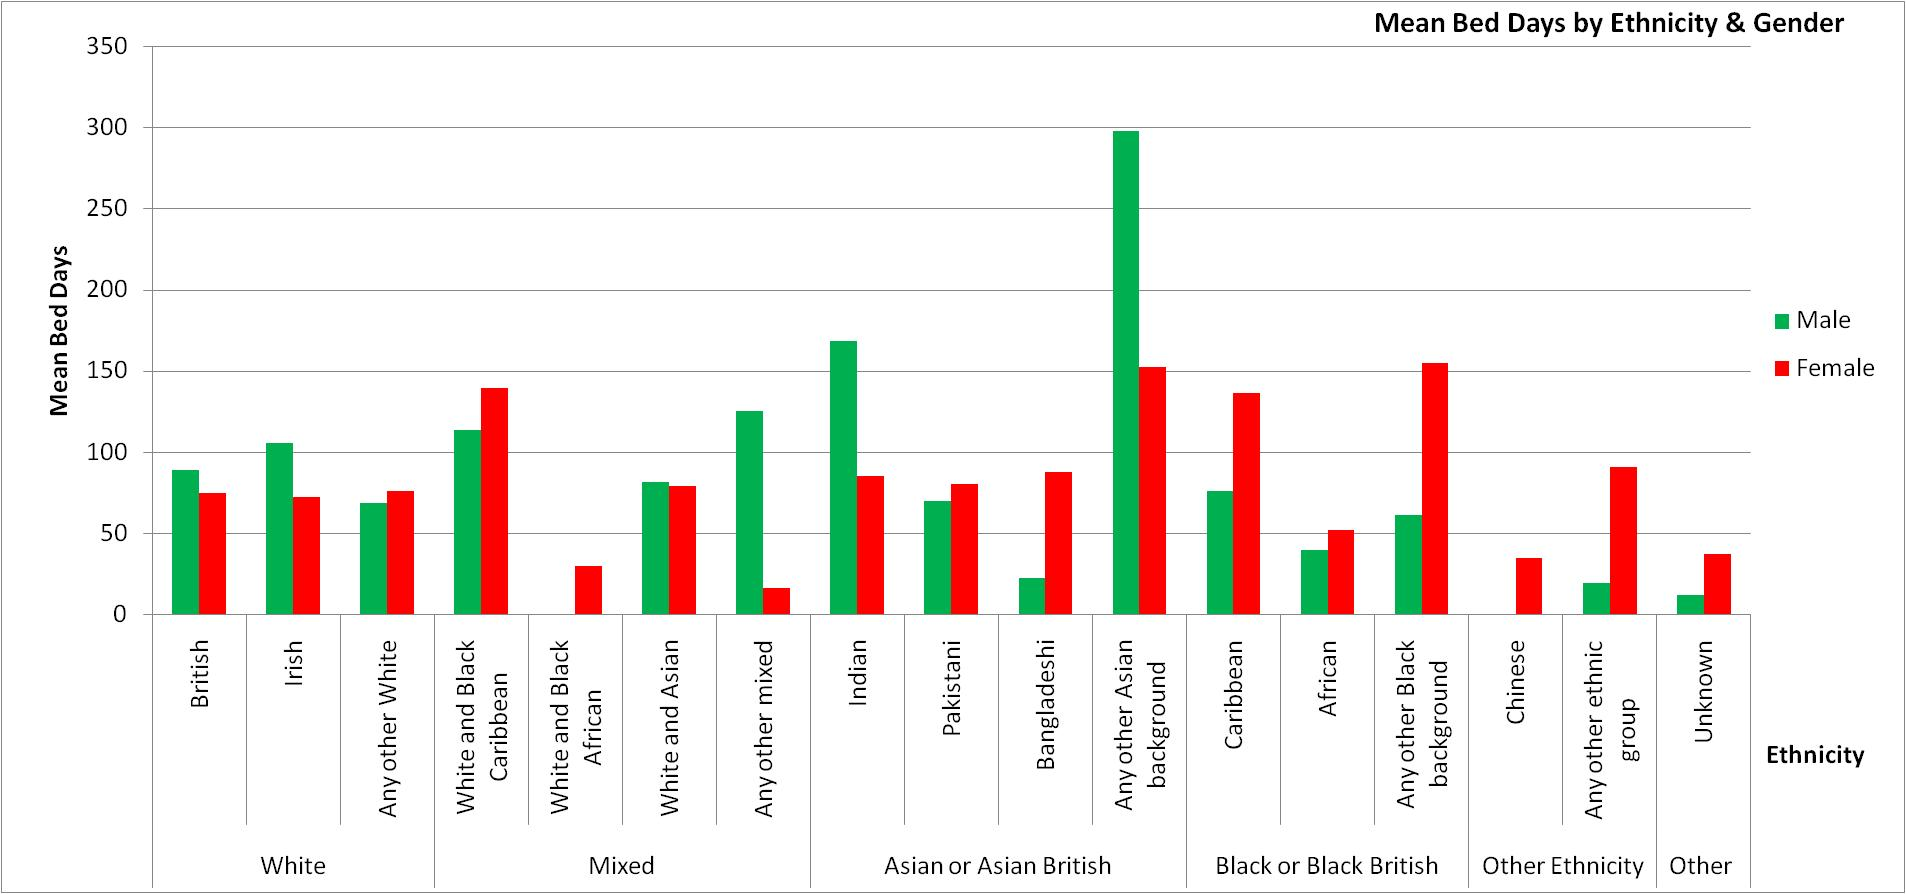 Mean Bed Days by Ethnicity & Gender
350
300
250
200
150
100
50
0
Mean Bed Days
Male
Female
British
Irish
Any other White
White and Black
Caribbean
White and Black
African
White and Asian
Any other mixed
Indian
Pakistani
Bangladeshi
Any other Asian
background
Caribbean
African
Any other Black
background
Chinese
Any other ethnic
group
Unknown
Ethnicity
White
Mixed
Asian or Asian British
Black or Black British
Other Ethnicity
Other